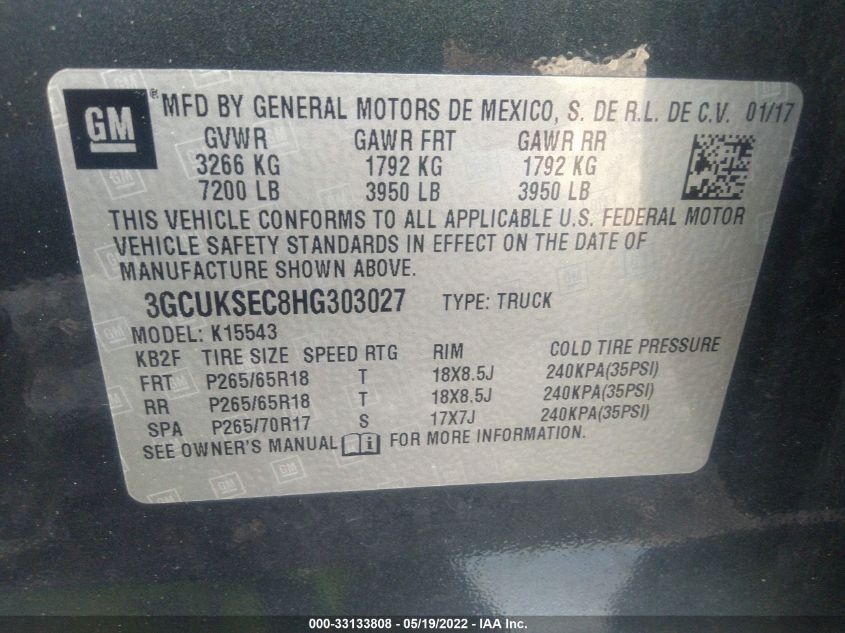 GM ® MFD BY GENERAL MOTORS DE MEXICO, S. DE R.L. DE C.V. 01/17
GVWR GAWR FRT GAWR RR
3266 KG 1792 KG 1792 KG
7200 LB 3950 LB 3950 LB
THIS VEHICLE CONFORMS TO ALL APPLICABLE U.S. FEDERAL MOTOR
VEHICLE SAFETY STANDARDS IN EFFECT ON THE DATE OF
MANUFACTURE SHOWN ABOVE.
3GCUKSEC8HG303027 TYPE: TRUCK
MODEL: K15543
KB2F TIRE SIZE SPEED RTG RIM COLD TIRE PRESSURE
FRT P265/65R18 T 18X8.5J 240KPA(35PSI)
RR P265/65R18 T 18X8.5J 240KPA(35PSI)
SPA P265/70R17 S 17X7J 240KPA(35PSI)
SEE OWNER'S MANUAL i FOR MORE INFORMATION.
000-33133808 - 05/19/2022 - IAA Inc.